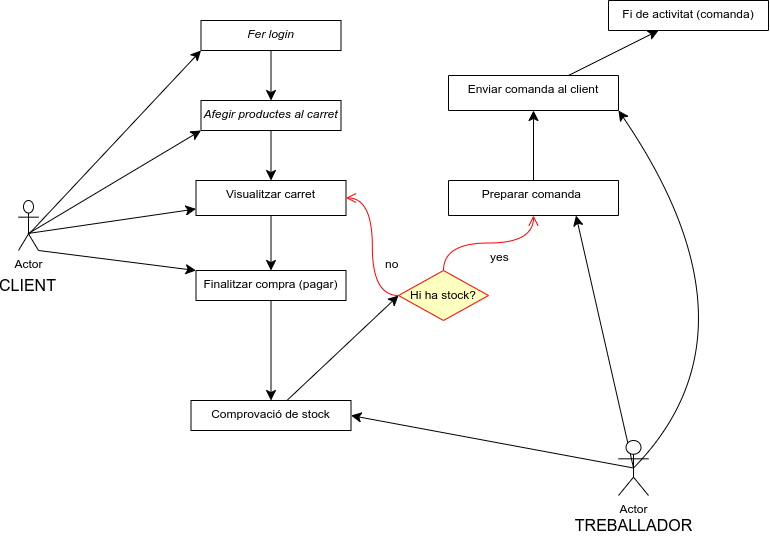 Fi de activitat (comanda)
Fer login
Enviar comanda al client
Afegir productes al carret
Visualitzar carret
Preparar comanda
Actor
CLIENT
no
yes
Finalitzar compra (pagar)
Hi ha stock?
Comprovació de stock
Actor
TREBALLADOR